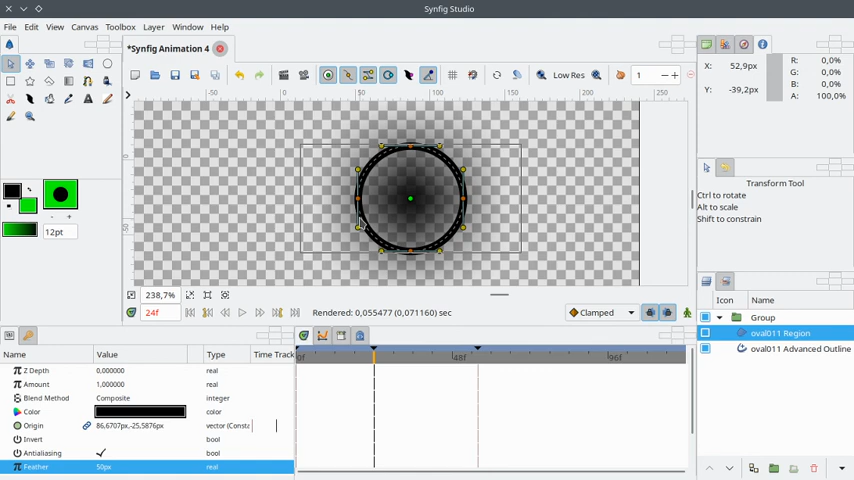 Synfig Studio
File Edit View Canvas Toolbox Layer Window Help
*Synfig Animation 4
Low Res
1
-50 0 50 100 150 200 250
0
-50
12pt
X: 52,9px
Y: -39,2px
R: 0,0%
G: 0,0%
B: 0,0%
A: 100,0%
Transform Tool
Ctrl to rotate
Alt to scale
Shift to constrain
238,7%
24f
Rendered: 0,055477 (0,071160) sec
Clamped
Icon Name
Group
oval011 Region
oval011 Advanced Outline
Name Value Type Time Track
Z Depth 0,000000 real
Amount 1,000000 real
Blend Method Composite integer
Color color
Origin 86,6707px,-25,5876px vector (Consta
Invert bool
Antialiasing bool
Feather 50px real
0f 48f 96f